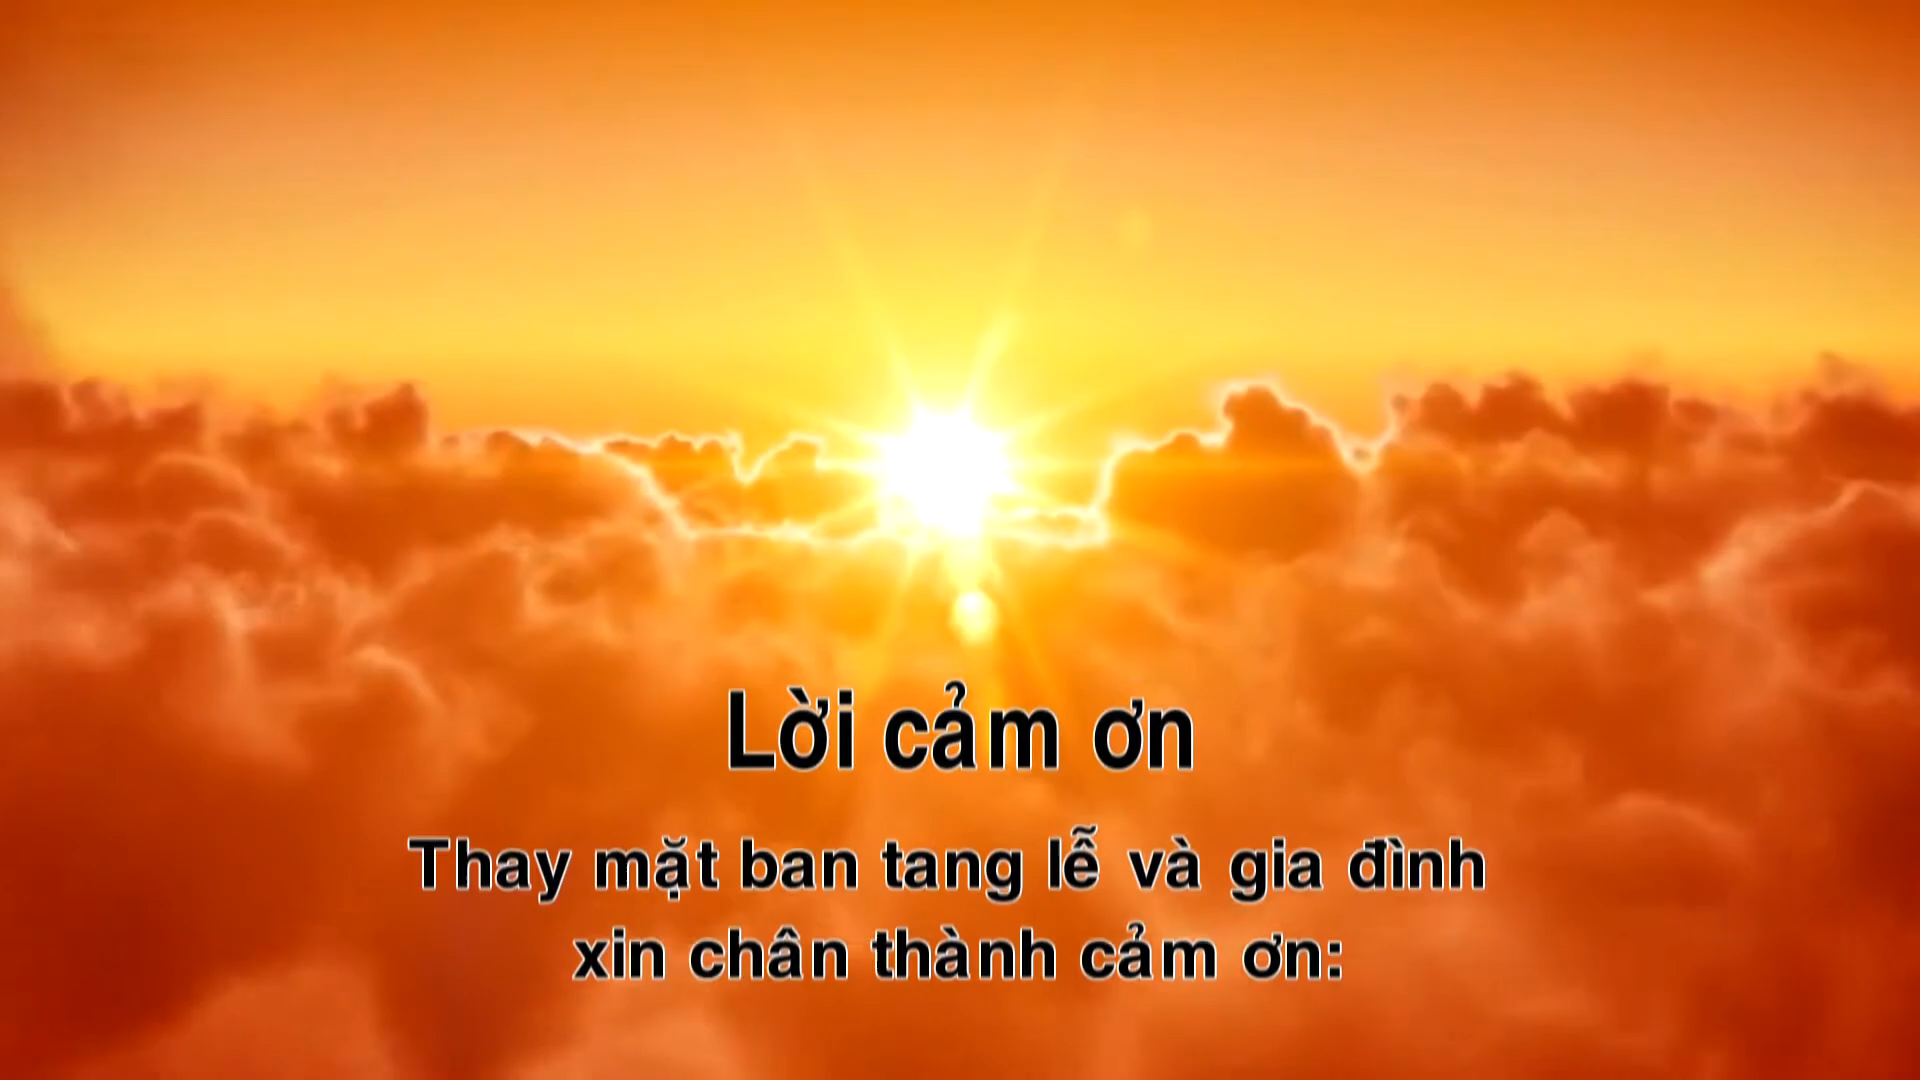 Lời cảm ơn
Thay mặt ban tang lễ và gia đình
xin chân thành cảm ơn: